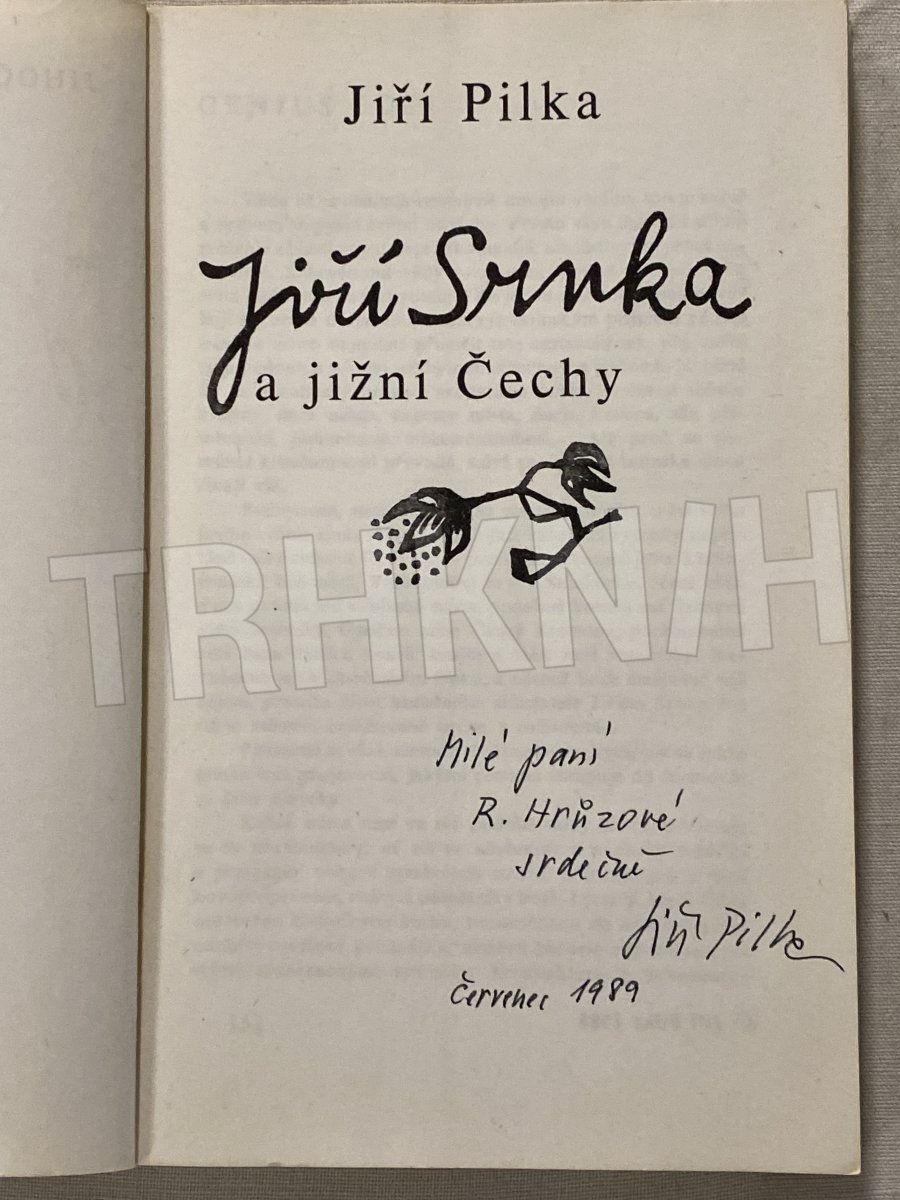 Jiří Pilka
Jiří Srnka
a jižní Čechy
TRHKNIH
Milé paní
R. Hrůzové
srdečně
Jiří Pilka
Červenec 1989